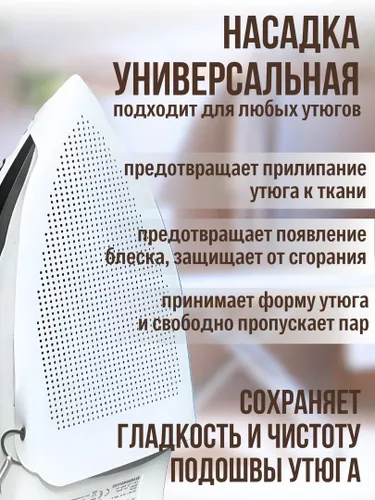 НАСАДКА
УНИВЕРСАЛЬНАЯ
подходит для любых утюгов
предотвращает прилипание
утюга к ткани
предотвращает появление
блеска, защищает от сгорания
принимает форму утюга
и свободно пропускает пар
СОХРАНЯЕТ
ГЛАДКОСТЬ И ЧИСТОТУ
ПОДОШВЫ УТЮГА